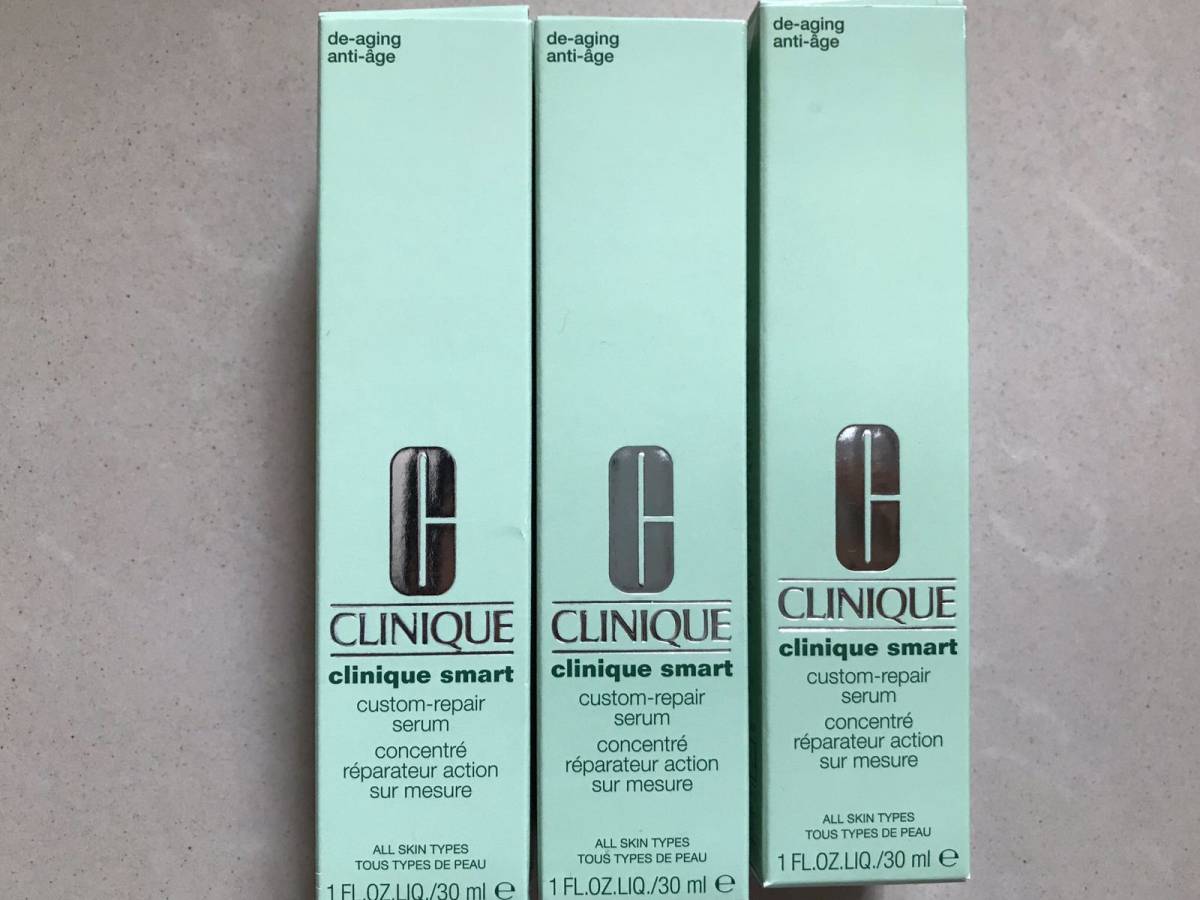 de-aging
anti-âge
C
CLINIQUE
clinique smart
custom-repair
serum
concentré
réparateur action
sur mesure
ALL SKIN TYPES
TOUS TYPES DE PEAU
1 FL.OZ.LIQ./30 ml ℮
de-aging
anti-âge
C
CLINIQUE
clinique smart
custom-repair
serum
concentré
réparateur action
sur mesure
ALL SKIN TYPES
TOUS TYPES DE PEAU
1 FL.OZ.LIQ./30 ml ℮
de-aging
anti-âge
C
CLINIQUE
clinique smart
custom-repair
serum
concentré
réparateur action
sur mesure
ALL SKIN TYPES
TOUS TYPES DE PEAU
1 FL.OZ.LIQ./30 ml ℮